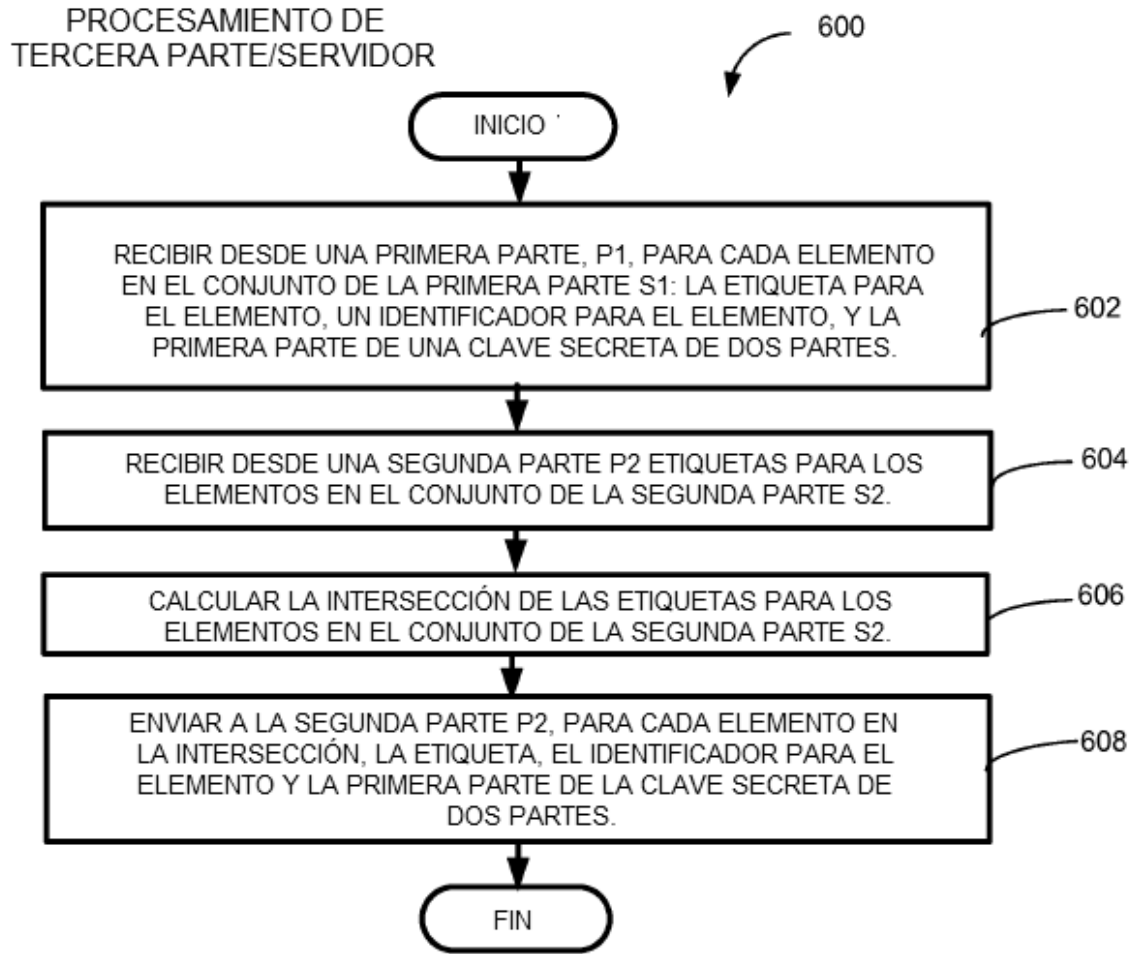 PROCESAMIENTO DE
TERCERA PARTE/SERVIDOR
600
INICIO
RECIBIR DESDE UNA PRIMERA PARTE, P1, PARA CADA ELEMENTO
EN EL CONJUNTO DE LA PRIMERA PARTE S1: LA ETIQUETA PARA
EL ELEMENTO, UN IDENTIFICADOR PARA EL ELEMENTO, Y LA
PRIMERA PARTE DE UNA CLAVE SECRETA DE DOS PARTES.
602
RECIBIR DESDE UNA SEGUNDA PARTE P2 ETIQUETAS PARA LOS
ELEMENTOS EN EL CONJUNTO DE LA SEGUNDA PARTE S2.
604
CALCULAR LA INTERSECCIÓN DE LAS ETIQUETAS PARA LOS
ELEMENTOS EN EL CONJUNTO DE LA SEGUNDA PARTE S2.
606
ENVIAR A LA SEGUNDA PARTE P2, PARA CADA ELEMENTO EN
LA INTERSECCIÓN, LA ETIQUETA, EL IDENTIFICADOR PARA EL
ELEMENTO Y LA PRIMERA PARTE DE LA CLAVE SECRETA DE
DOS PARTES.
608
FIN